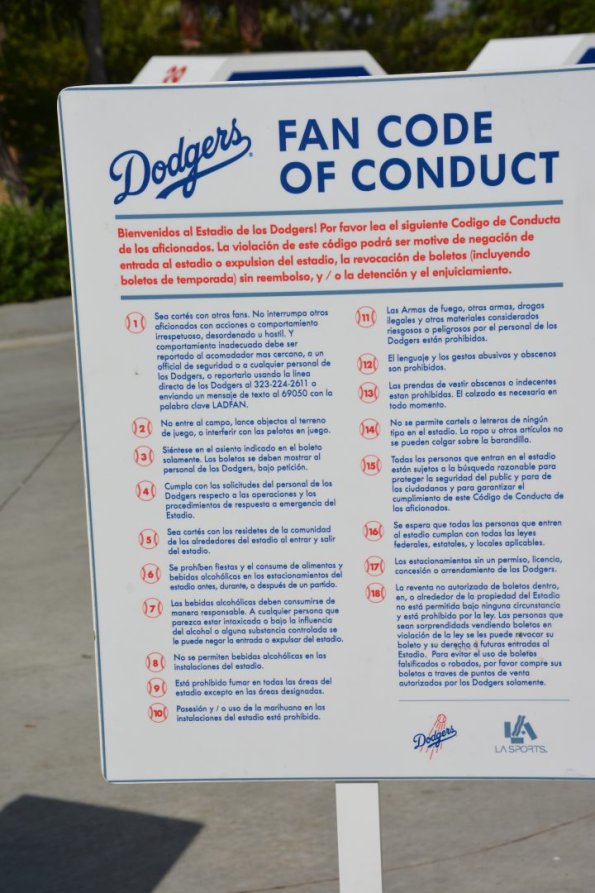 Dodgers
FAN CODE
OF CONDUCT
Bienvenidos al Estadio de los Dodgers! Por favor lea el siguiente Codigo de Conducta
de los aficionados. La violación de este código podrá ser motive de negación de
entrada al estadio o expulsion del estadio, la revocación de boletos (incluyendo
boletos de temporada) sin reembolso, y / o la detención y el enjuiciamiento.
1 Sea cortés con otros fans. No interrumpa otros
aficionados con acciones o comportamiento
irrespetuoso, desordenado u hostil. Y
comportamiento inadecuado debe ser
reportado al acomodador mas cercano, a un
official de seguridad o a cualquier personal de
los Dodgers, o reportarlo usando la linea
directa de los Dodgers al 323-224-2611 o
enviando un mensaje de texto al 69050 con la
palabra clave LADFAN.
2 No entre al campo, lance objectos al terreno
de juego, o interferir con las pelotas en juego.
3 Siéntese en el asiento indicado en el boleto
solamente. Los boletos se deben mostrar al
personal de los Dodgers, bajo petición.
4 Cumpla con las solicitudes del personal de los
Dodgers respecto a las operaciones y los
procedimientos de respuesta a emergencia del
Estadio.
5 Sea cortés con los residetes de la comunidad
de los alrededores del estadio al entrar y salir
del estadio.
6 Se prohíben fiestas y el consume de alimentos y
bebidas alcohólicos en los estacionamientos del
estadio antes, durante, o después de un partido.
7 Las bebidas alcohólicas deben consumirse de
manera responsable. A cualquier persona que
parezca estar intoxicada o bajo la influencia
del alcohol o alguna substancia controlada se
le puede negar la entrada o expulsar del estadio.
8 No se permiten bebidas alcohólicas en las
instalaciones del estadio.
9 Está prohibido fumar en todas las áreas del
estadio excepto en las áreas designadas.
10 Posesión y / o uso de la marihuana en las
instalaciones del estadio está prohibida.
11 Las Armas de fuego, otras armas, drogas
ilegales y otros materiales considerados
riesgosos o peligrosos por el personal de los
Dodgers están prohibidos.
12 El lenguaje y los gestos abusivos y obscenos
son prohibidos.
13 Las prendas de vestir obscenas o indecentes
estan prohibidas. El calzado es necesaria en
todo momento.
14 No se permite cartels o letreros de ningún
tipo en el estadio. La ropa u otros artículos no
se pueden colgar sobre la barandilla.
15 Todas las personas que entran en el estadio
están sujetos a la búsqueda razonable para
proteger la seguridad del public y para de
los ciudadanos y para garantizar el
cumplimiento de este Código de Conducta de
los aficionados.
16 Se espera que todas las personas que entren
al estadio cumplan con todas las leyes
federales, estatales, y locales aplicables.
17 Los estacionamientos sin un permiso, licencia,
concesión o arrendamiento de los Dodgers.
18 La reventa no autorizada de boletos dentro,
en, o alrededor de la propiedad del Estadio
no está permitida bajo ninguna circunstancia
y está prohibida por la ley. Las personas que
sean sorprendidads vendiendo boletos en
violación de la ley se les puede revocar su
boleto y su derecho á futuras entradas al
Estadio. Para evitar el uso de boletos
falsificados o robados, por favor compre sus
boletos a traves de puntos de venta
autorizados por los Dodgers solamente.
Dodgers
LA
LA SPORTS.